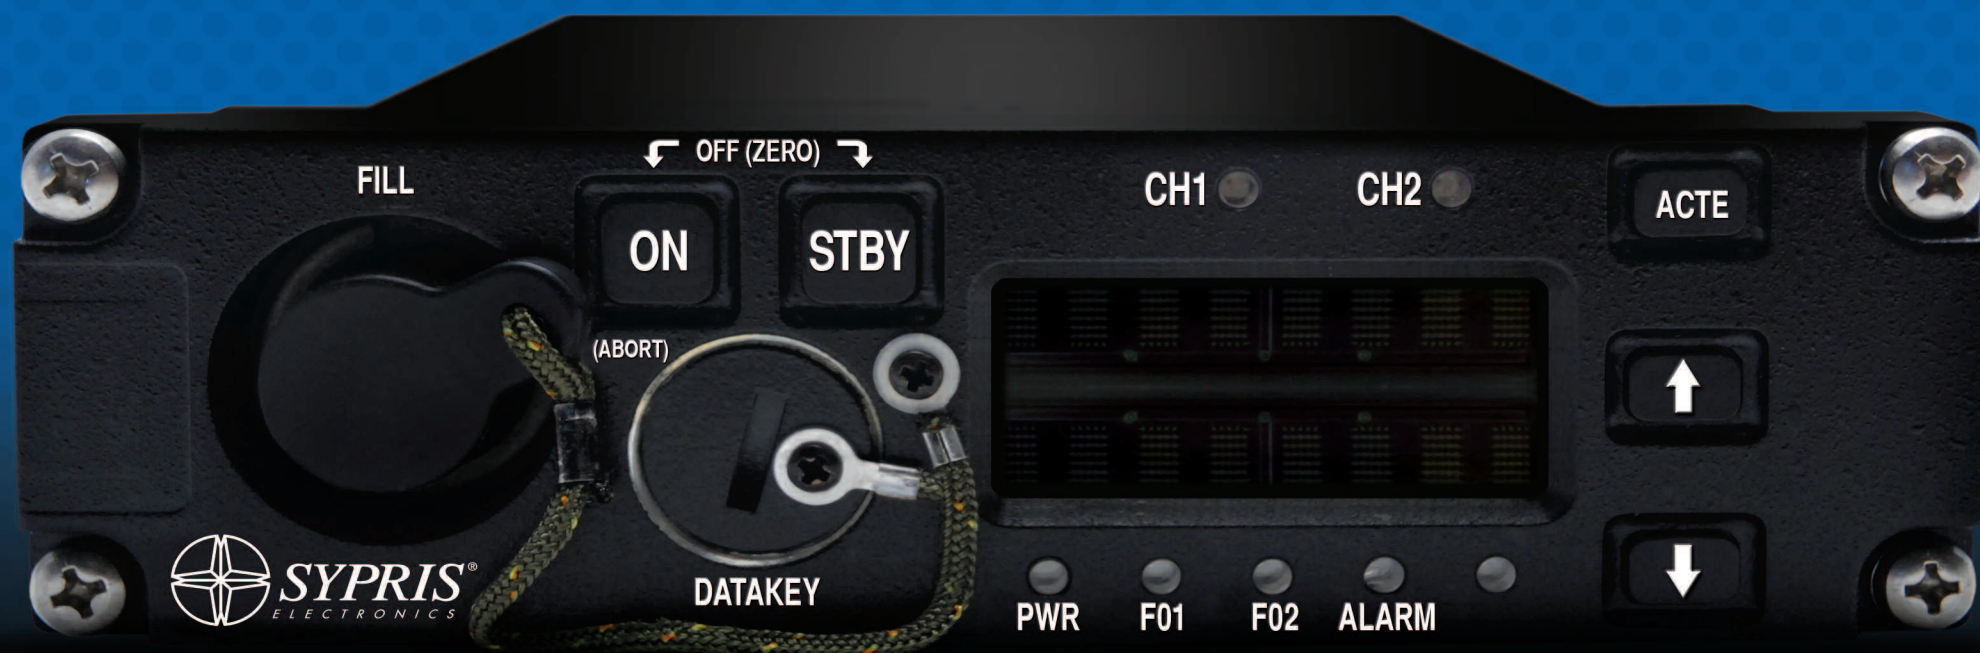 OFF (ZERO)
FILL
ON
STBY
CH1
CH2
ACTE
(ABORT)
SYPRIS®
ELECTRONICS
DATAKEY
PWR
F01
F02
ALARM